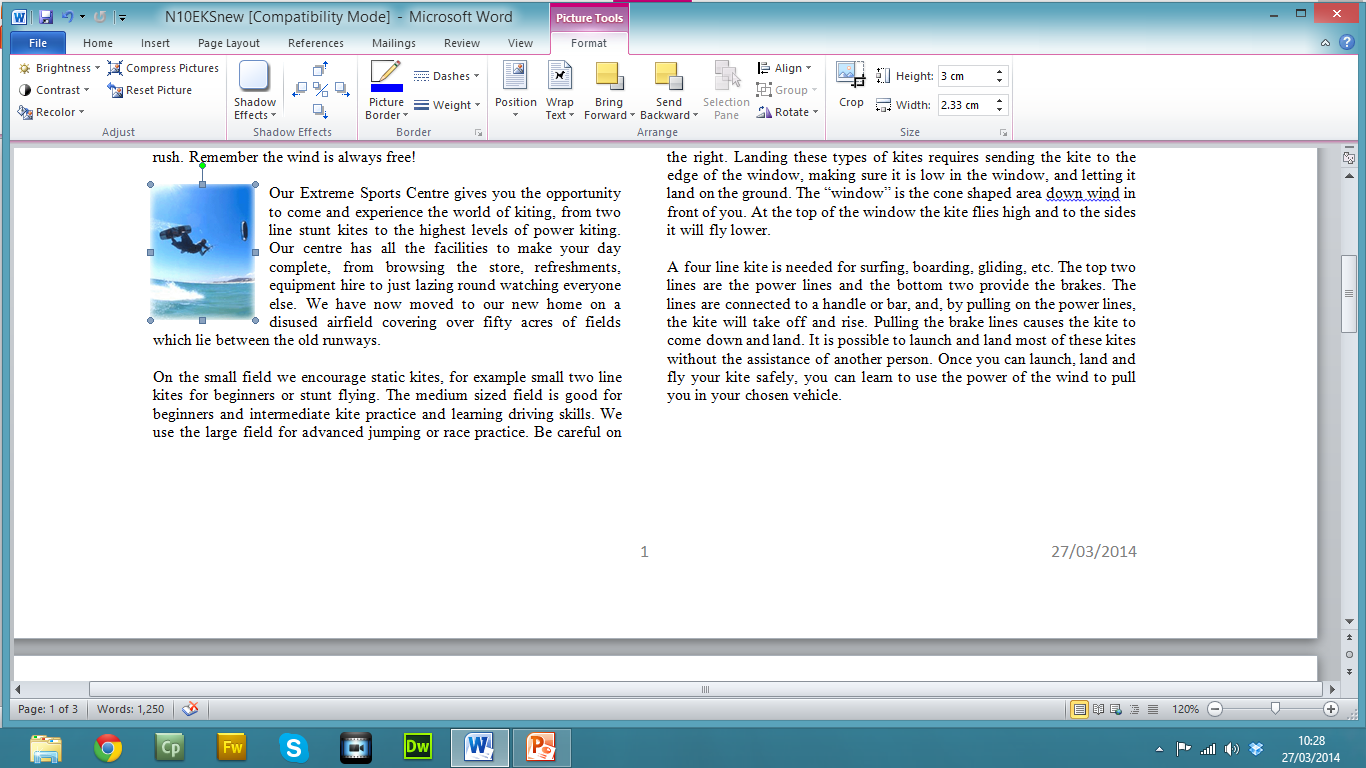 N10EKSnew [Compatibility Mode] - Microsoft Word
Picture Tools
File Home Insert Page Layout References Mailings Review View Format
Brightness
Contrast
Recolor
Compress Pictures
Reset Picture
Adjust
Shadow
Effects
Shadow Effects
Picture
Border
Dashes
Weight
Border
Position
Wrap
Text
Bring
Forward
Send
Backward
Selection
Pane
Align
Group
Rotate
Arrange
Crop
Height: 3 cm
Width: 2.33 cm
Size
rush. Remember the wind is always free!
Our Extreme Sports Centre gives you the opportunity
to come and experience the world of kiting, from two
line stunt kites to the highest levels of power kiting.
Our centre has all the facilities to make your day
complete, from browsing the store, refreshments,
equipment hire to just lazing round watching everyone
else. We have now moved to our new home on a
disused airfield covering over fifty acres of fields
which lie between the old runways.
On the small field we encourage static kites, for example small two line
kites for beginners or stunt flying. The medium sized field is good for
beginners and intermediate kite practice and learning driving skills. We
use the large field for advanced jumping or race practice. Be careful on
the right. Landing these types of kites requires sending the kite to the
edge of the window, making sure it is low in the window, and letting it
land on the ground. The “window” is the cone shaped area down wind in
front of you. At the top of the window the kite flies high and to the sides
it will fly lower.
A four line kite is needed for surfing, boarding, gliding, etc. The top two
lines are the power lines and the bottom two provide the brakes. The
lines are connected to a handle or bar, and, by pulling on the power lines,
the kite will take off and rise. Pulling the brake lines causes the kite to
come down and land. It is possible to launch and land most of these kites
without the assistance of another person. Once you can launch, land and
fly your kite safely, you can learn to use the power of the wind to pull
you in your chosen vehicle.
1
27/03/2014
Page: 1 of 3 Words: 1,250
120%
Cp Fw S Dw W P
10:28
27/03/2014